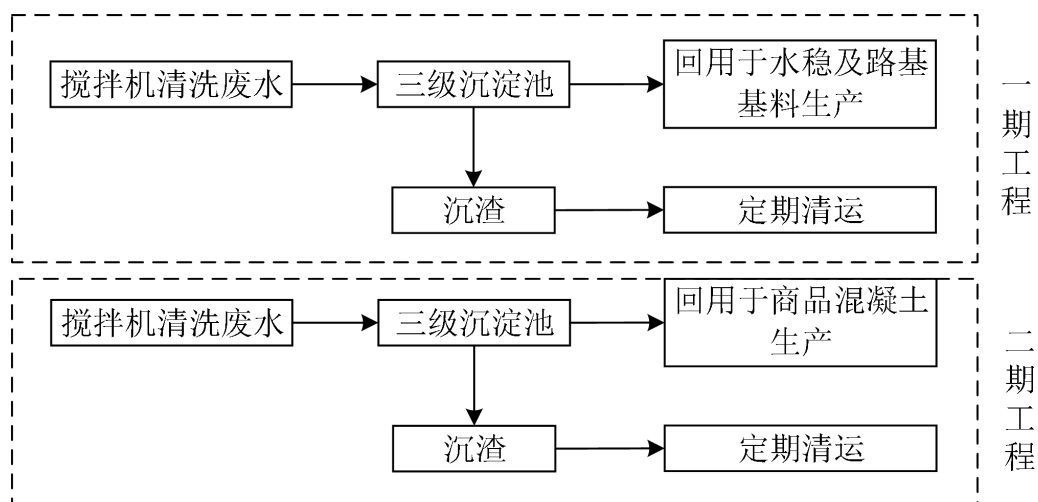 搅拌机清洗废水
三级沉淀池
回用于水稳及路基
基料生产
沉渣
定期清运
一期工程
搅拌机清洗废水
三级沉淀池
回用于商品混凝土
生产
沉渣
定期清运
二期工程